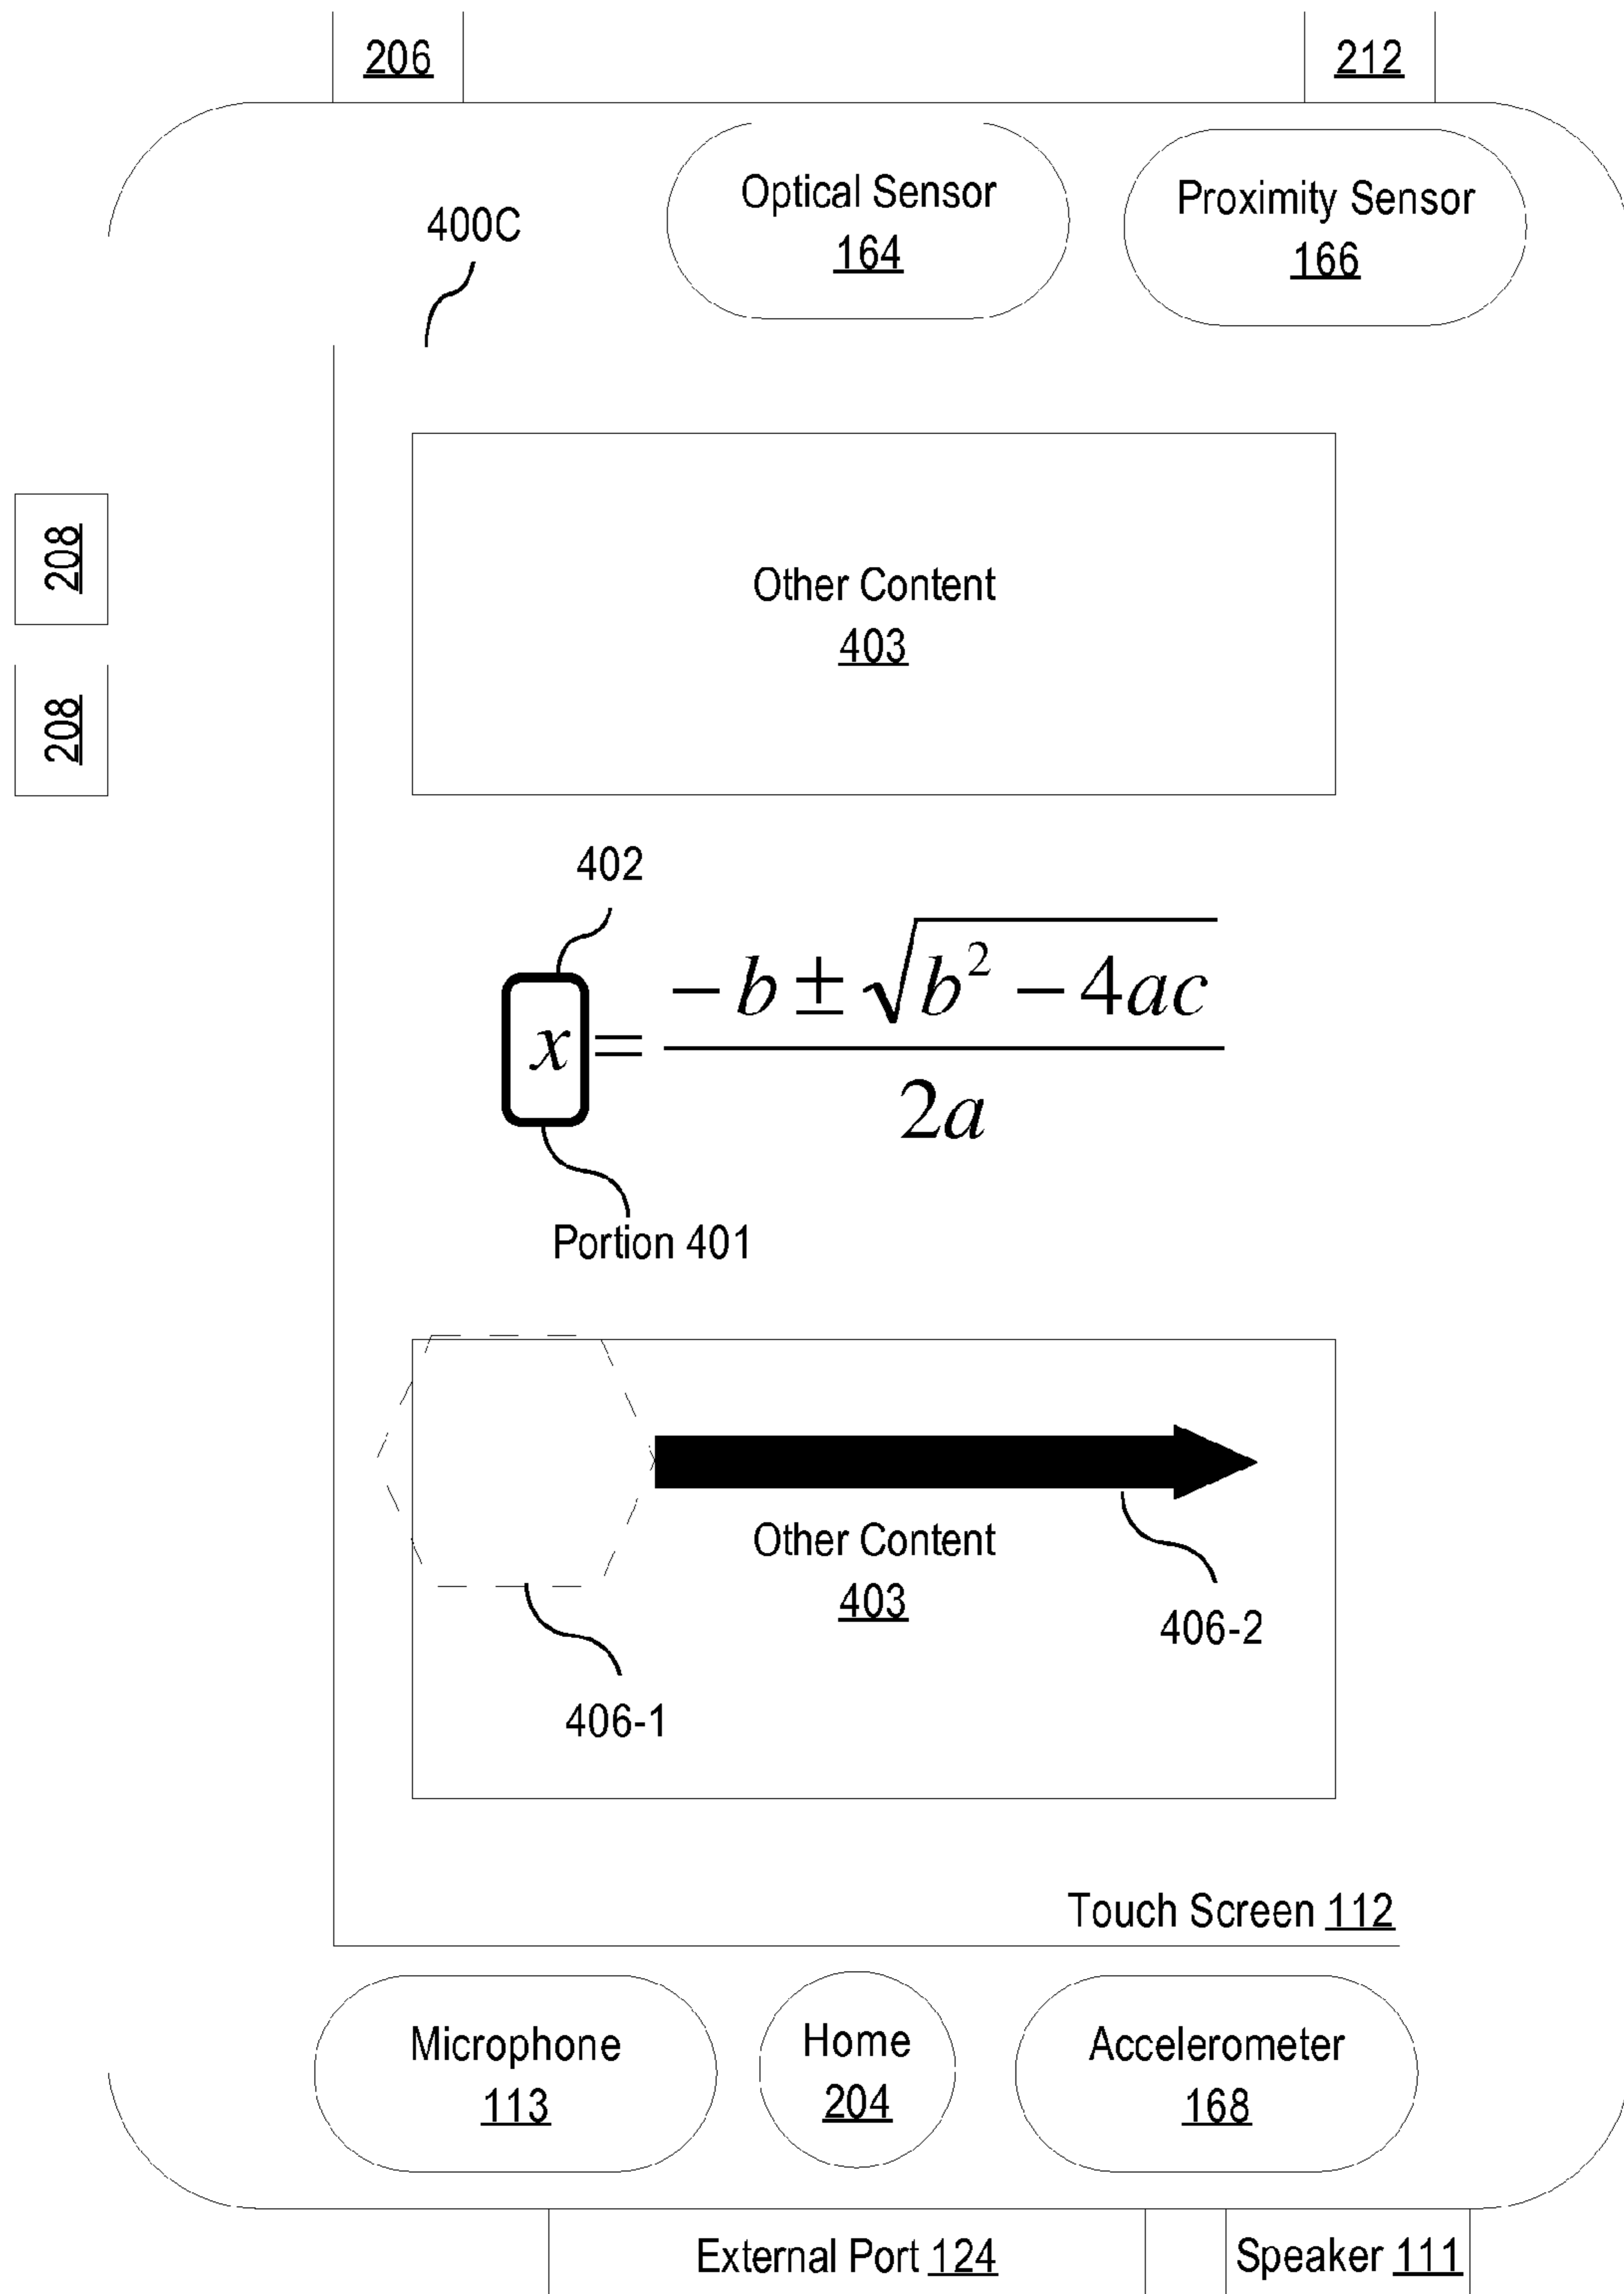 206
212
Optical Sensor
164
Proximity Sensor
166
400C
Other Content
403
208
208
402
x = −b ± √b² − 4ac
2a
Portion 401
Other Content
403
406-2
406-1
Touch Screen 112
Microphone
113
Home
204
Accelerometer
168
External Port 124
Speaker 111